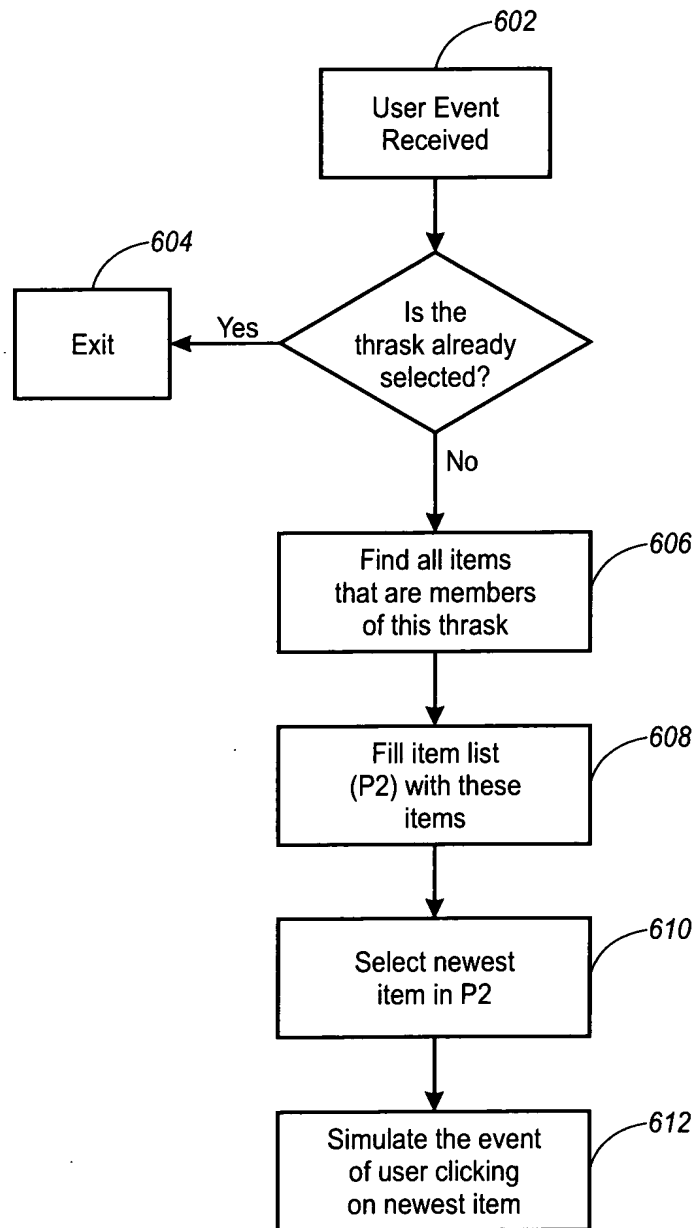 602
User Event
Received
604
Exit
Yes
Is the
thrask already
selected?
No
606
Find all items
that are members
of this thrask
608
Fill item list
(P2) with these
items
610
Select newest
item in P2
612
Simulate the event
of user clicking
on newest item